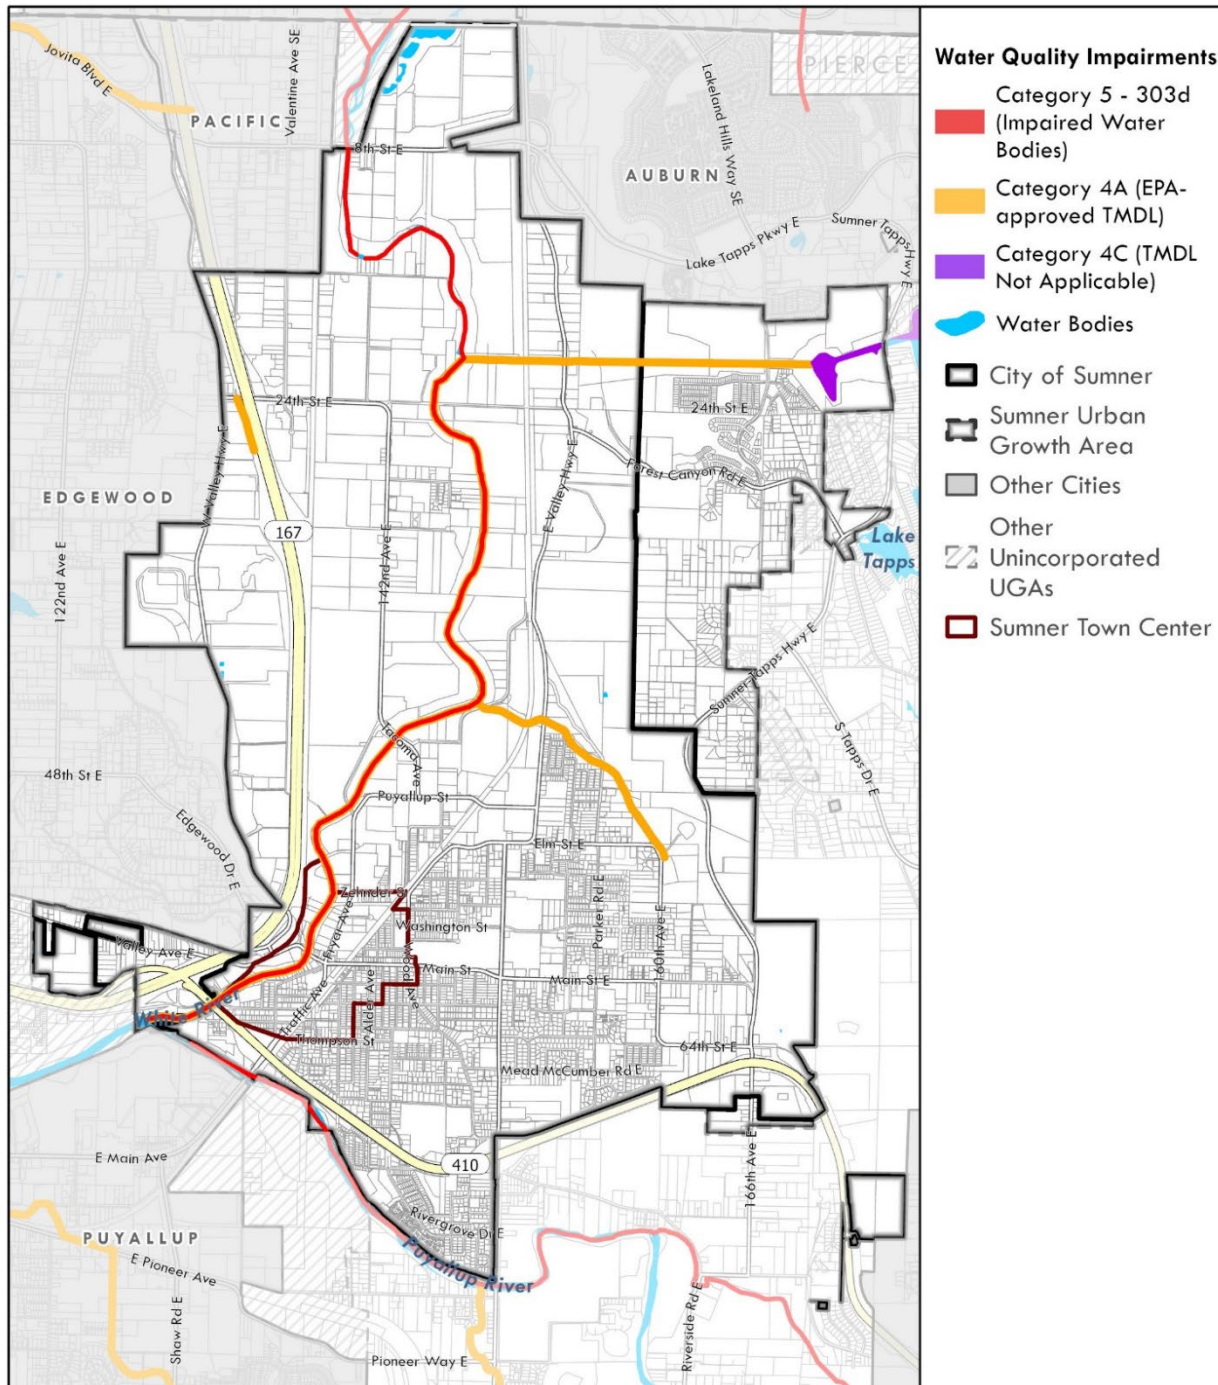 Water Quality Impairments
Category 5 - 303d
(Impaired Water
Bodies)
Category 4A (EPA-
approved TMDL)
Category 4C (TMDL
Not Applicable)
Water Bodies
City of Sumner
Sumner Urban
Growth Area
Other Cities
Other
Unincorporated
UGAs
Sumner Town Center
Jovita Blvd E
Valentine Ave SE
PACIFIC
PIERCE
8th St E
AUBURN
Lakeland Hills Way SE
Lake Tapps Pkwy E
Sumner Tapps Hwy E
24th St E
24th St E
W Valley Hwy E
E Valley Hwy E
Forest Canyon Rd E
EDGEWOOD
167
142nd Ave E
122nd Ave E
Lake
Tapps
Sumner-Tapps Hwy E
S Tapps Dr E
48th St E
Edgewood Dr E
Tacoma Ave
Puyallup St
Elm St E
Zehnder St
Parker Rd E
160th Ave E
Washington St
Fryar Ave
Wood Ave
Valley Ave E
Main St
Main St E
White River
Traffic Ave
Alder Ave
Thompson St
64th St E
Mead McCumber Rd E
E Main Ave
410
166th Ave E
Rivergrove Dr E
PUYALLUP
Puyallup River
E Pioneer Ave
Shaw Rd E
Riverside Rd E
Pioneer Way E